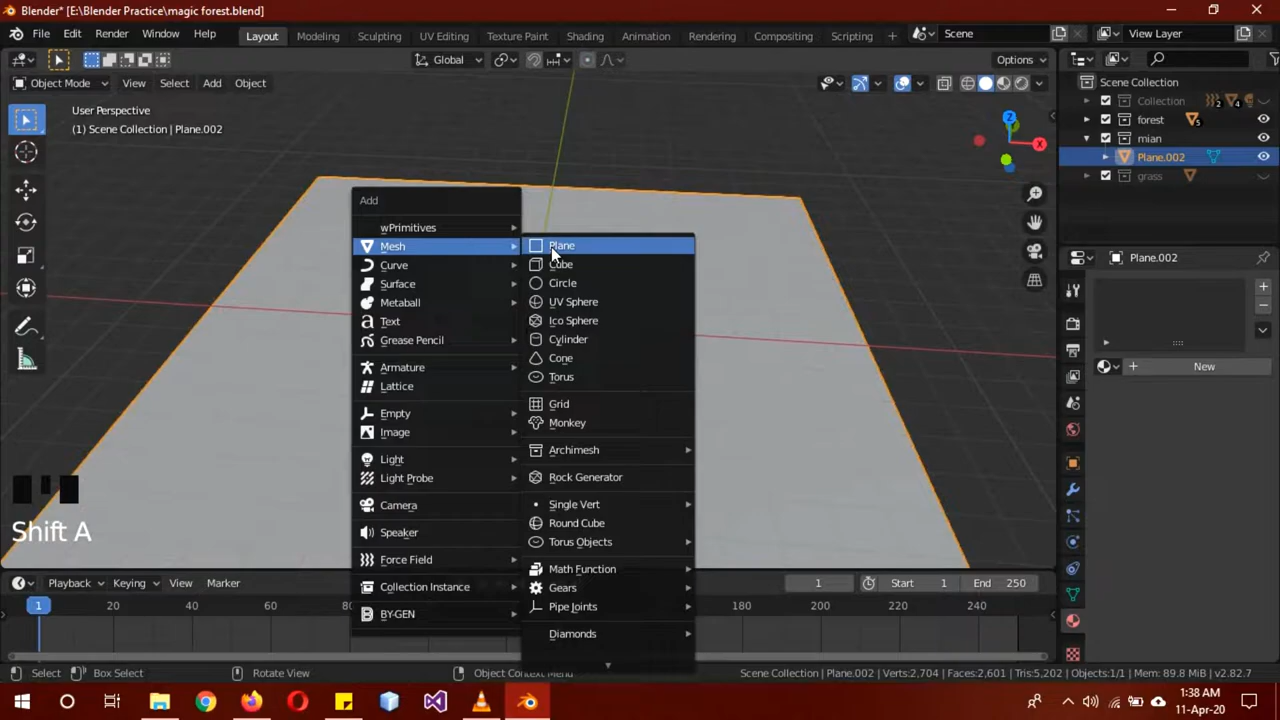 Blender* [E:\Blender Practice\magic forest.blend]
File Edit Render Window Help Layout Modeling Sculpting UV Editing Texture Paint Shading Animation Rendering Compositing Scripting Scene View Layer
Global Options
Object Mode View Select Add Object
User Perspective
(1) Scene Collection | Plane.002
Z
X
Scene Collection
Collection 2 4
forest 5
mian
Plane.002
grass
Plane.002
New
Add
wPrimitives
Mesh
Curve
Surface
Metaball
Text
Grease Pencil
Armature
Lattice
Empty
Image
Light
Light Probe
Camera
Speaker
Force Field
Collection Instance
BY-GEN
Plane
Cube
Circle
UV Sphere
Ico Sphere
Cylinder
Cone
Torus
Grid
Monkey
Archimesh
Rock Generator
Single Vert
Round Cube
Torus Objects
Math Function
Gears
Pipe Joints
Diamonds
Shift A
Playback Keying View Marker 1 Start 1 End 250
1 20 40 60 80 180 200 220 240
Select Box Select Rotate View Object Context Menu Scene Collection | Plane.002 | Verts:2,704 | Faces:2,601 | Tris:5,202 | Objects:1/1 | Mem: 89.8 MiB | v2.82.7
1:38 AM
11-Apr-20